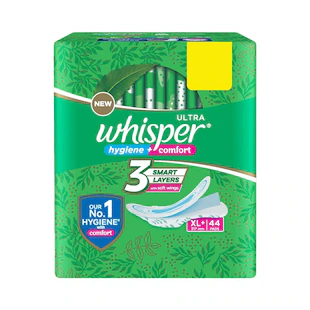 NEW
ULTRA
whisper®
hygiene + comfort
3 SMART
LAYERS
with soft wings
OUR
No.1
HYGIENE*
with
comfort
XL+ 44
PADS